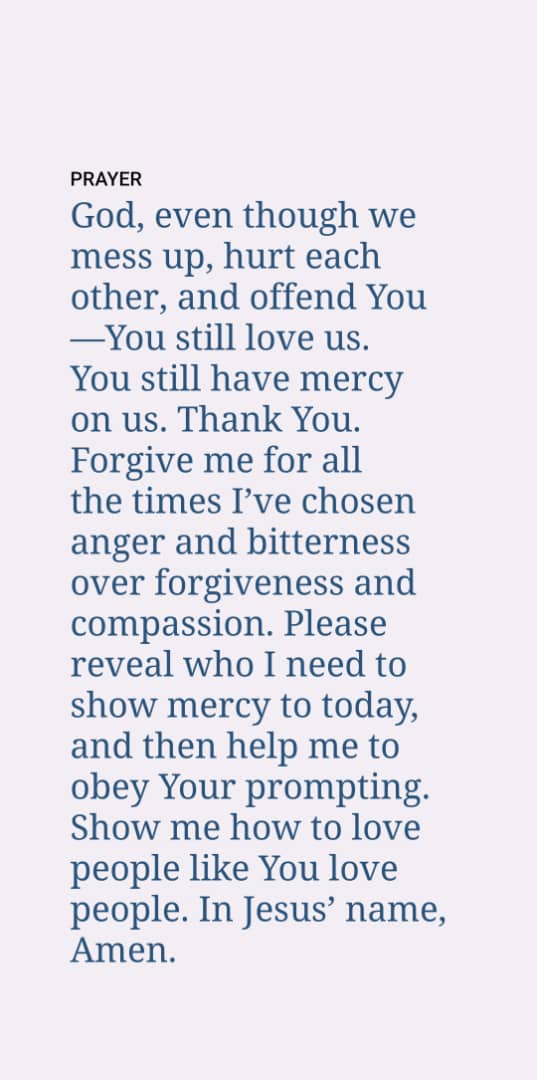 PRAYER
God, even though we
mess up, hurt each
other, and offend You
—You still love us.
You still have mercy
on us. Thank You.
Forgive me for all
the times I’ve chosen
anger and bitterness
over forgiveness and
compassion. Please
reveal who I need to
show mercy to today,
and then help me to
obey Your prompting.
Show me how to love
people like You love
people. In Jesus’ name,
Amen.